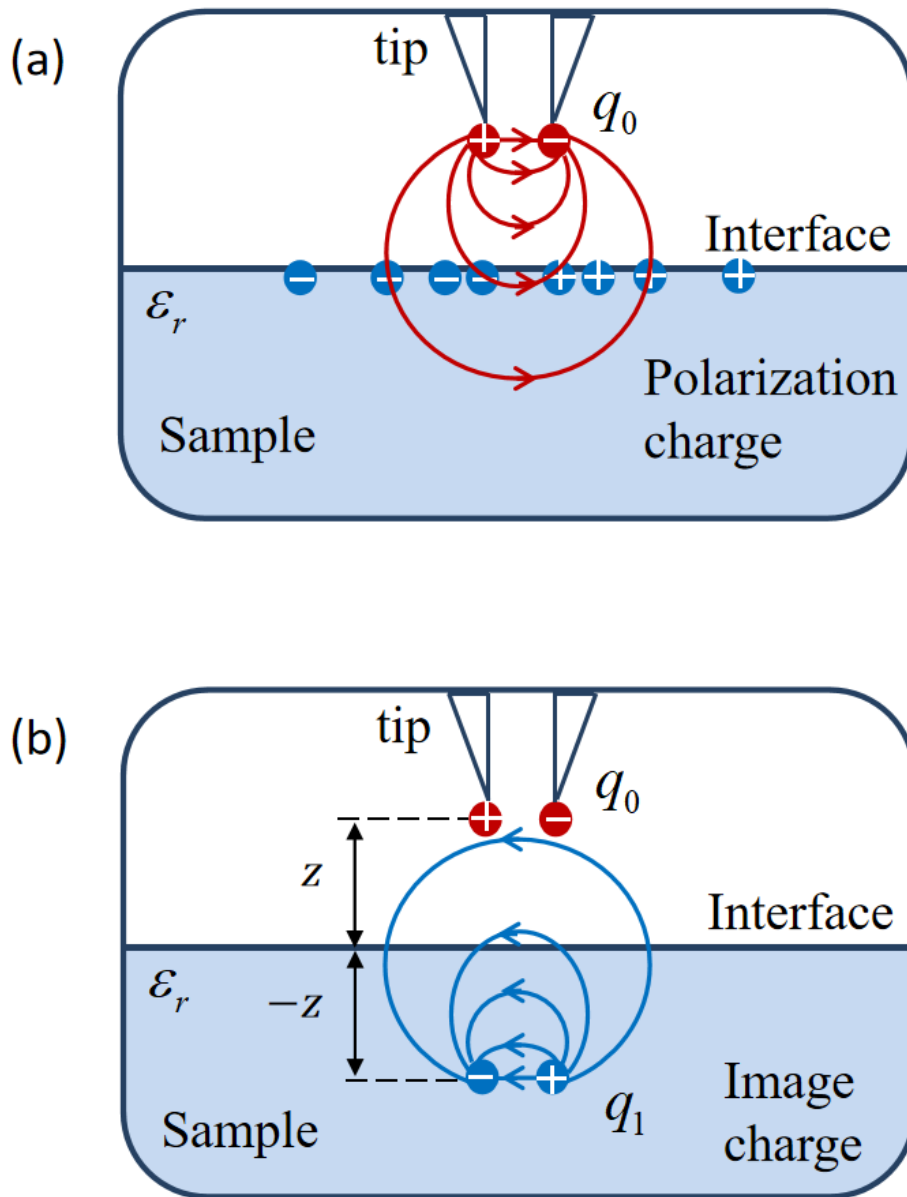 (a)
tip
q₀
Interface
εᵣ
Polarization
charge
Sample
(b)
tip
q₀
z
Interface
εᵣ
−z
q₁
Image
charge
Sample